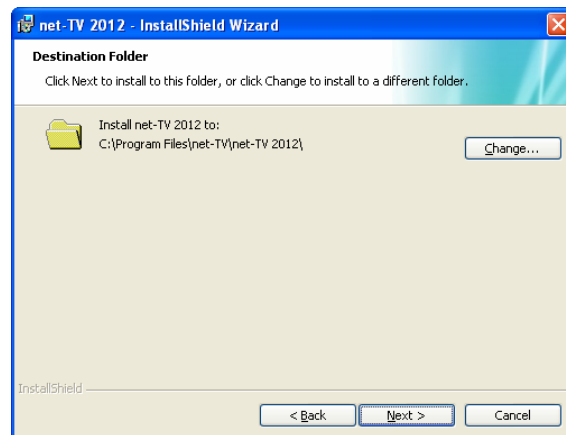 net-TV 2012 - InstallShield Wizard
Destination Folder
Click Next to install to this folder, or click Change to install to a different folder.
Install net-TV 2012 to:
C:\Program Files\net-TV\net-TV 2012\
Change...
InstallShield
< Back
Next >
Cancel